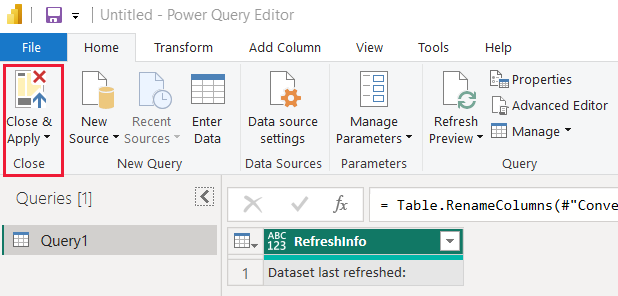 Untitled - Power Query Editor
File Home Transform Add Column View Tools Help
Close & Apply
New Source
Recent Sources
Enter Data
Data source settings
Manage Parameters
Refresh Preview
Properties
Advanced Editor
Manage
Close New Query Data Sources Parameters Query
Queries [1]
fx = Table.RenameColumns(#"Conve
Query1
ABC 123 RefreshInfo
1 Dataset last refreshed: